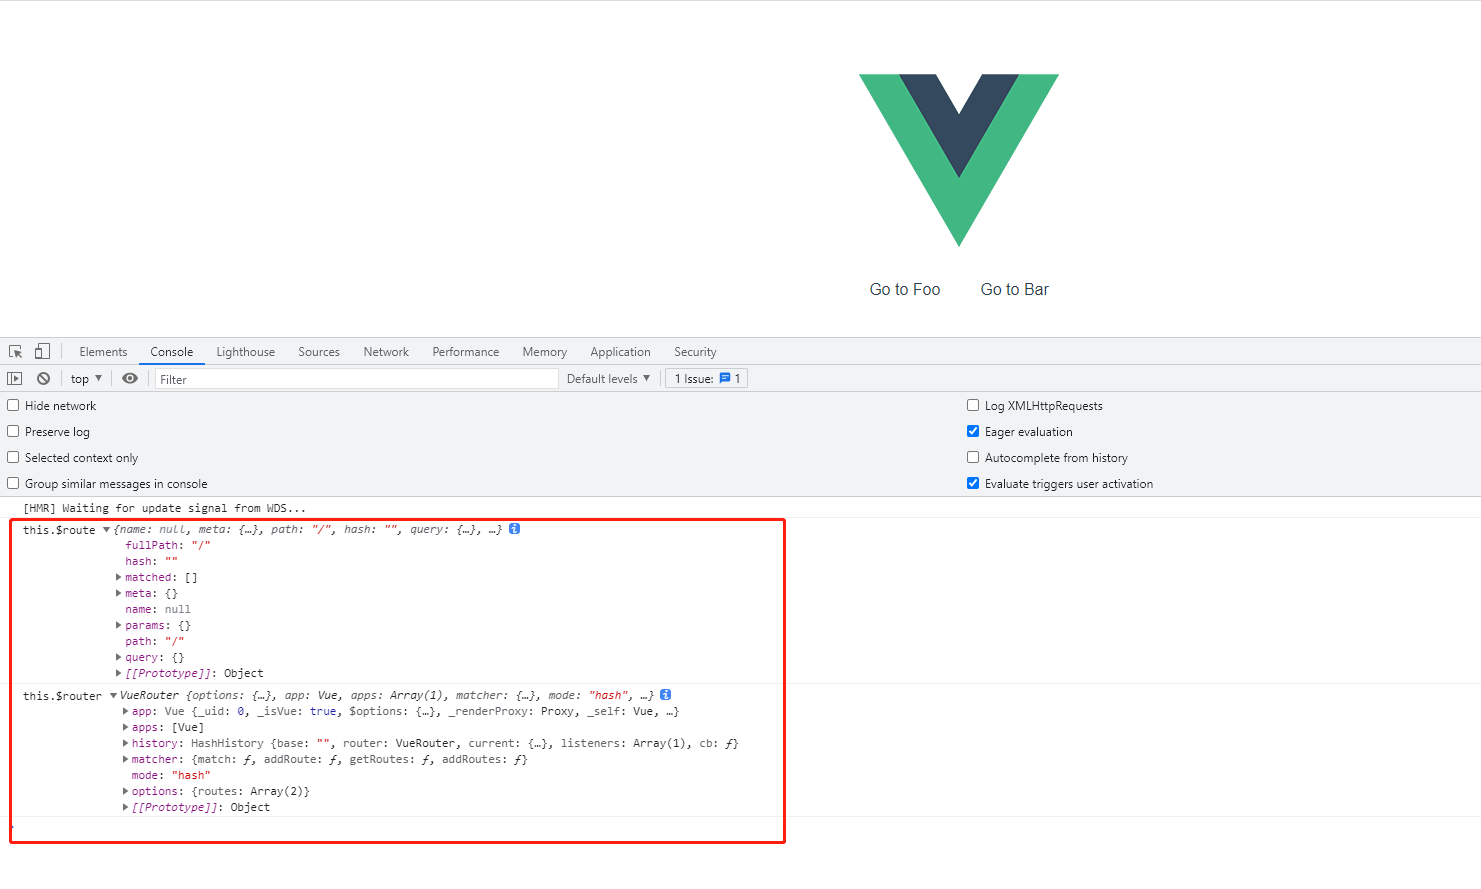 Go to Foo Go to Bar
Elements Console Lighthouse Sources Network Performance Memory Application Security
top ▼ Filter Default levels ▼ 1 Issue: 1
Hide network Log XMLHttpRequests
Preserve log Eager evaluation
Selected context only Autocomplete from history
Group similar messages in console Evaluate triggers user activation
[HMR] Waiting for update signal from WDS...
this.$route ▼{name: null, meta: {…}, path: "/", hash: "", query: {…}, …} i
fullPath: "/"
hash: ""
▶matched: []
▶meta: {}
name: null
▶params: {}
path: "/"
▶query: {}
▶[[Prototype]]: Object
this.$router ▼VueRouter {options: {…}, app: Vue, apps: Array(1), matcher: {…}, mode: "hash", …} i
▶app: Vue {_uid: 0, _isVue: true, $options: {…}, _renderProxy: Proxy, _self: Vue, …}
▶apps: [Vue]
▶history: HashHistory {base: "", router: VueRouter, current: {…}, listeners: Array(1), cb: ƒ}
▶matcher: {match: ƒ, addRoute: ƒ, getRoutes: ƒ, addRoutes: ƒ}
mode: "hash"
▶options: {routes: Array(2)}
▶[[Prototype]]: Object